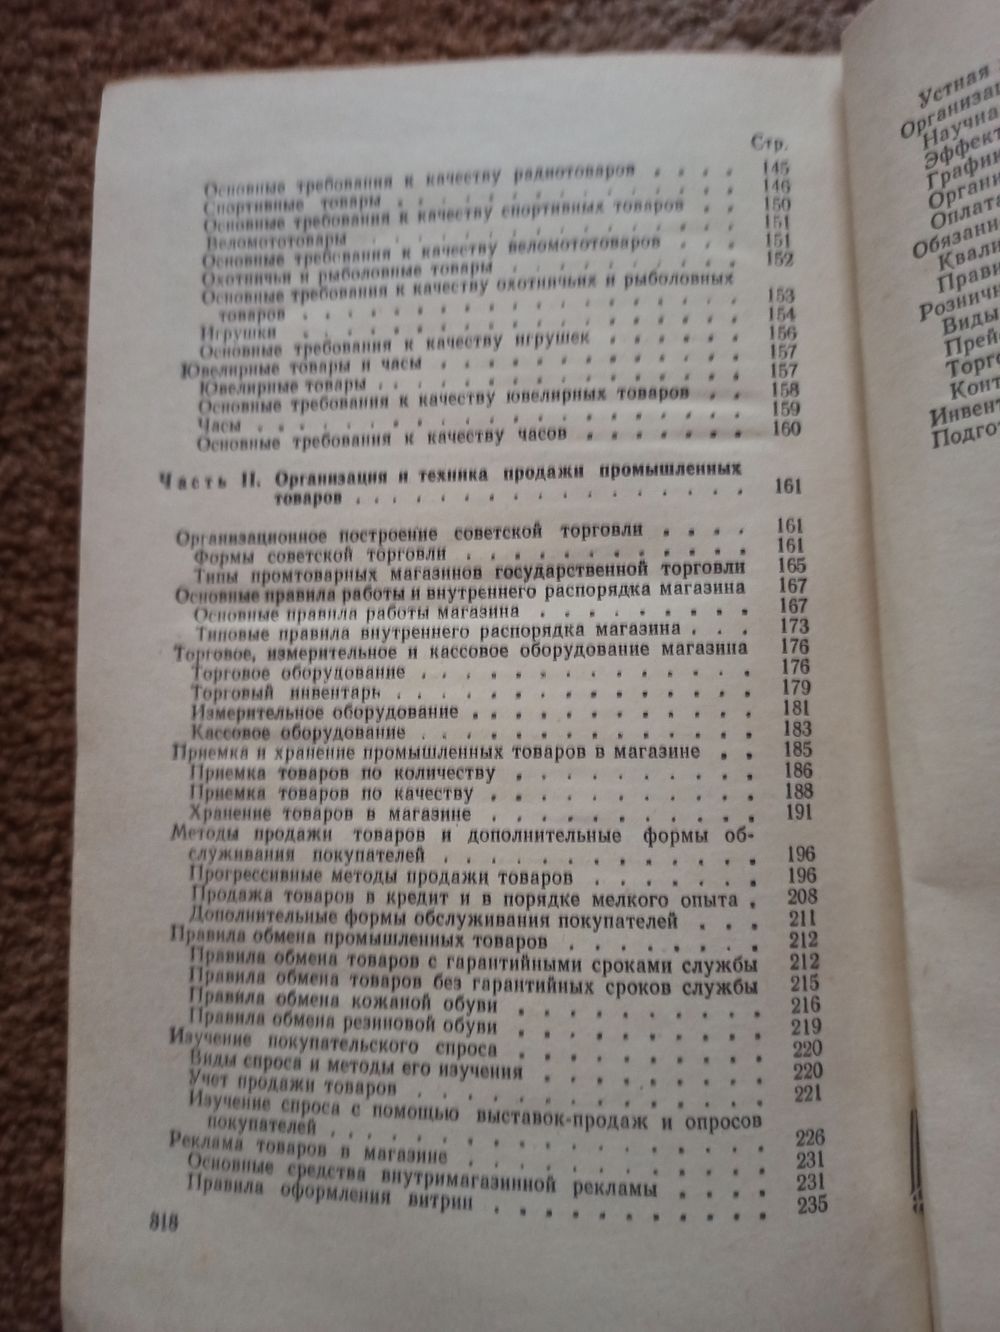 Стр.
Основные требования к качеству радиотоваров . . . . 145
Спортивные товары . . . . . . . . . . 146
Основные требования к качеству спортивных товаров . . 150
Веломототовары . . . . . . . . . . . 151
Основные требования к качеству веломототоваров . . . 151
Охотничьи и рыболовные товары . . . . . . . 152
Основные требования к качеству охотничьих и рыболовных
товаров . . . . . . . . . . . . . 153
Игрушки . . . . . . . . . . . . . 154
Основные требования к качеству игрушек . . . . . 156
Ювелирные товары и часы . . . . . . . . . 157
Ювелирные товары . . . . . . . . . . . 157
Основные требования к качеству ювелирных товаров . . 158
Часы . . . . . . . . . . . . . . 159
Основные требования к качеству часов . . . . . . 160
Часть II. Организация и техника продажи промышленных
товаров . . . . . . . . . . . . . . 161
Организационное построение советской торговли . . . . 161
Формы советской торговли . . . . . . . . . 161
Типы промтоварных магазинов государственной торговли 165
Основные правила работы и внутреннего распорядка магазина 167
Основные правила работы магазина . . . . . . . 167
Типовые правила внутреннего распорядка магазина . . . 173
Торговое, измерительное и кассовое оборудование магазина 176
Торговое оборудование . . . . . . . . . . 176
Торговый инвентарь . . . . . . . . . . . 179
Измерительное оборудование . . . . . . . . . 181
Кассовое оборудование . . . . . . . . . . 183
Приемка и хранение промышленных товаров в магазине . . 185
Приемка товаров по количеству . . . . . . . . 186
Приемка товаров по качеству . . . . . . . . . 188
Хранение товаров в магазине . . . . . . . . . 191
Методы продажи товаров и дополнительные формы об-
служивания покупателей . . . . . . . . . . 196
Прогрессивные методы продажи товаров . . . . . . 196
Продажа товаров в кредит и в порядке мелкого опыта . 208
Дополнительные формы обслуживания покупателей . . . 211
Правила обмена промышленных товаров . . . . . . 212
Правила обмена товаров с гарантийными сроками службы 212
Правила обмена товаров без гарантийных сроков службы 215
Правила обмена кожаной обуви . . . . . . . . 216
Правила обмена резиновой обуви . . . . . . . . 219
Изучение покупательского спроса . . . . . . . . 220
Виды спроса и методы его изучения . . . . . . . 220
Учет продажи товаров . . . . . . . . . . . 221
Изучение спроса с помощью выставок-продаж и опросов
покупателей . . . . . . . . . . . . . 226
Реклама товаров в магазине . . . . . . . . . 231
Основные средства внутримагазинной рекламы . . . . 231
Правила оформления витрин . . . . . . . . . 235
818
Устная
Организац
Научна
Эффект
График
Органи
Оплата
Обязанн
Квали
Прави
Розничн
Виды
Прей
Торго
Конт
Инвент
Подгот